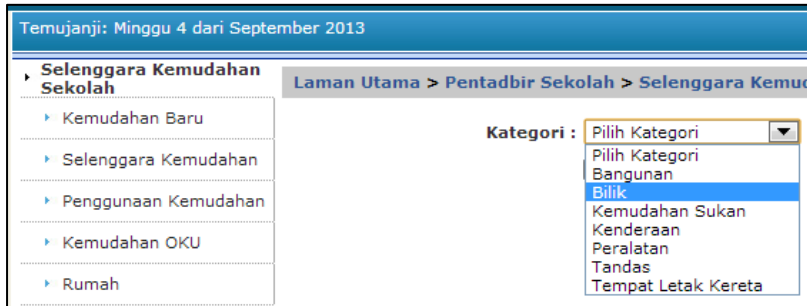 Temujanji: Minggu 4 dari September 2013
Selenggara Kemudahan
Sekolah
Kemudahan Baru
Selenggara Kemudahan
Penggunaan Kemudahan
Kemudahan OKU
Rumah
Laman Utama > Pentadbir Sekolah > Selenggara Kemud
Kategori : Pilih Kategori
Pilih Kategori
Bangunan
Bilik
Kemudahan Sukan
Kenderaan
Peralatan
Tandas
Tempat Letak Kereta